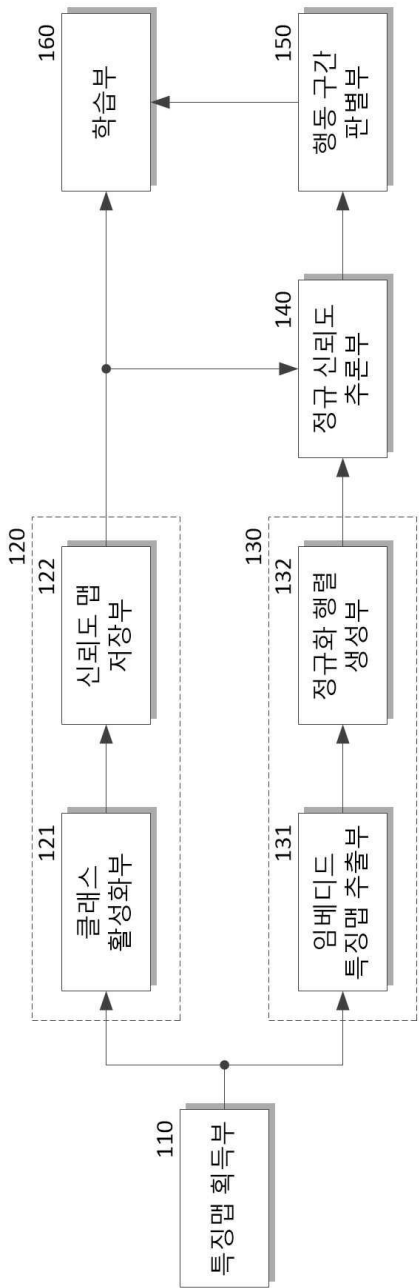 110
특징맵 획득부
120
121
클래스
활성화부
122
신뢰도 맵
저장부
130
131
임베디드
특징맵 추출부
132
정규화 행렬
생성부
140
정규 신뢰도
추론부
150
행동 구간
판별부
160
학습부